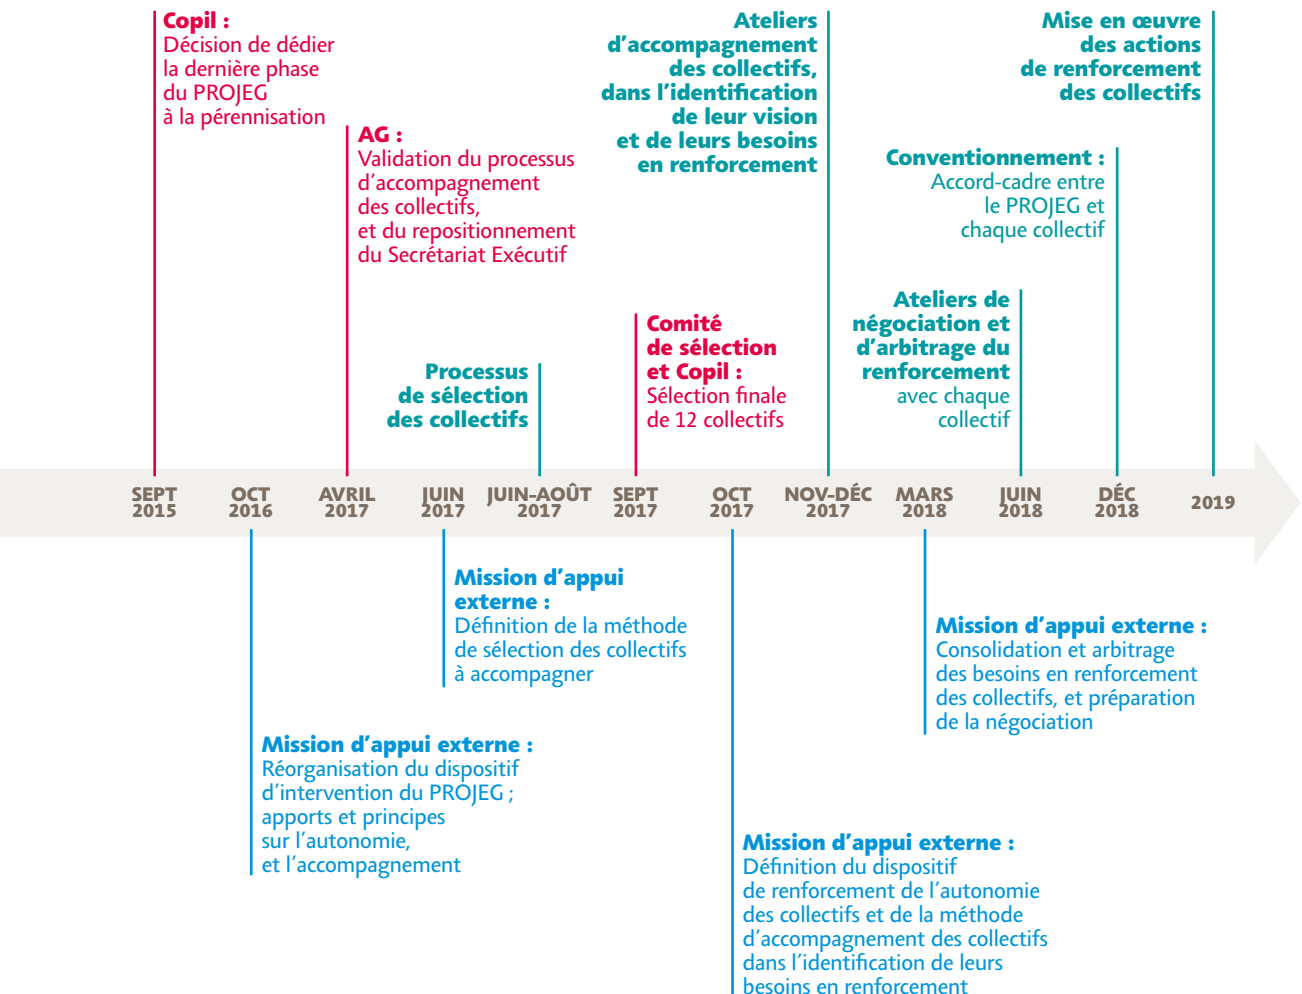 Copil :
Décision de dédier
la dernière phase
du PROJEG
à la pérennisation
AG :
Validation du processus
d’accompagnement
des collectifs,
et du repositionnement
du Secrétariat Exécutif
Processus
de sélection
des collectifs
Comité
de sélection
et Copil :
Sélection finale
de 12 collectifs
Ateliers
d’accompagnement
des collectifs,
dans l’identification
de leur vision
et de leurs besoins
en renforcement
Ateliers de
négociation et
d’arbitrage du
renforcement
avec chaque
collectif
Conventionnement :
Accord-cadre entre
le PROJEG et
chaque collectif
Mise en œuvre
des actions
de renforcement
des collectifs
SEPT
2015
OCT
2016
AVRIL
2017
JUIN
2017
JUIN-AOÛT
2017
SEPT
2017
OCT
2017
NOV-DÉC
2017
MARS
2018
JUIN
2018
DÉC
2018
2019
Mission d’appui externe :
Réorganisation du dispositif
d’intervention du PROJEG ;
apports et principes
sur l’autonomie,
et l’accompagnement
Mission d’appui
externe :
Définition de la méthode
de sélection des collectifs
à accompagner
Mission d’appui externe :
Définition du dispositif
de renforcement de l’autonomie
des collectifs et de la méthode
d’accompagnement des collectifs
dans l’identification de leurs
besoins en renforcement
Mission d’appui externe :
Consolidation et arbitrage
des besoins en renforcement
des collectifs, et préparation
de la négociation